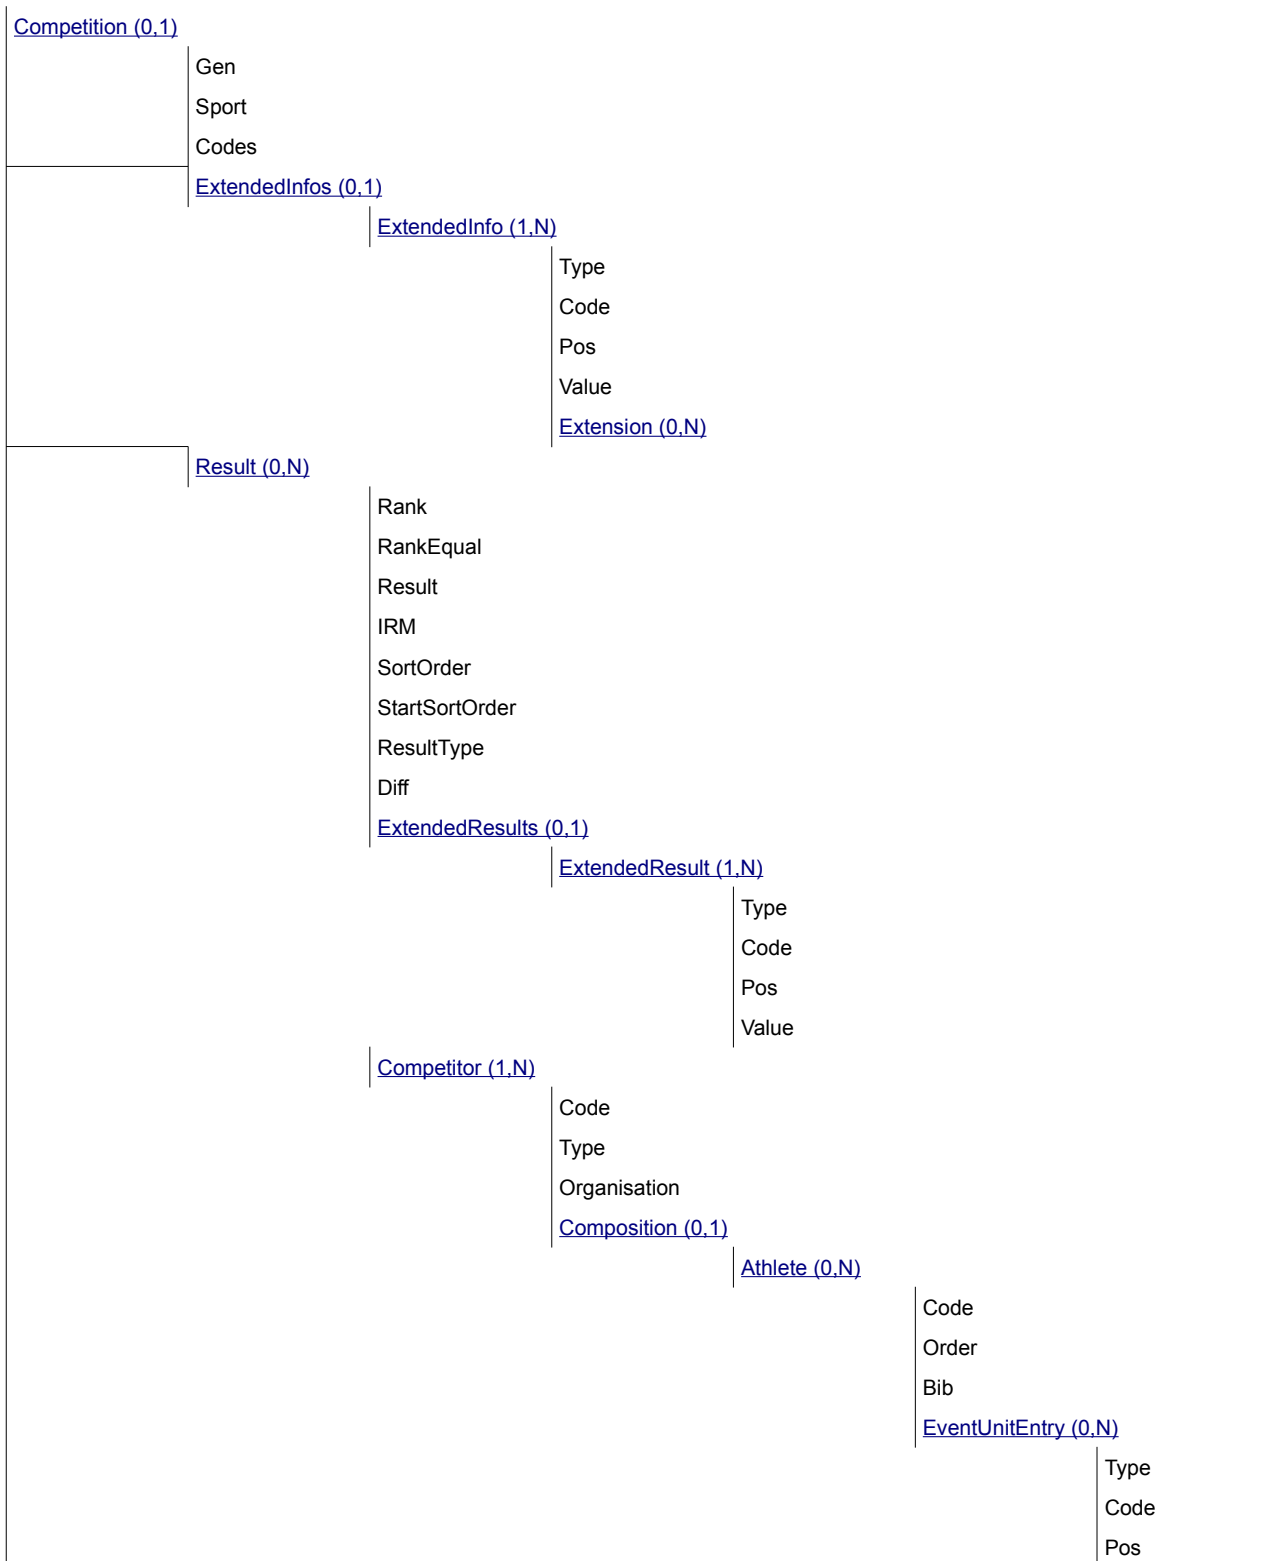 Competition (0,1)
Gen
Sport
Codes
ExtendedInfos (0,1)
ExtendedInfo (1,N)
Type
Code
Pos
Value
Extension (0,N)
Result (0,N)
Rank
RankEqual
Result
IRM
SortOrder
StartSortOrder
ResultType
Diff
ExtendedResults (0,1)
ExtendedResult (1,N)
Type
Code
Pos
Value
Competitor (1,N)
Code
Type
Organisation
Composition (0,1)
Athlete (0,N)
Code
Order
Bib
EventUnitEntry (0,N)
Type
Code
Pos